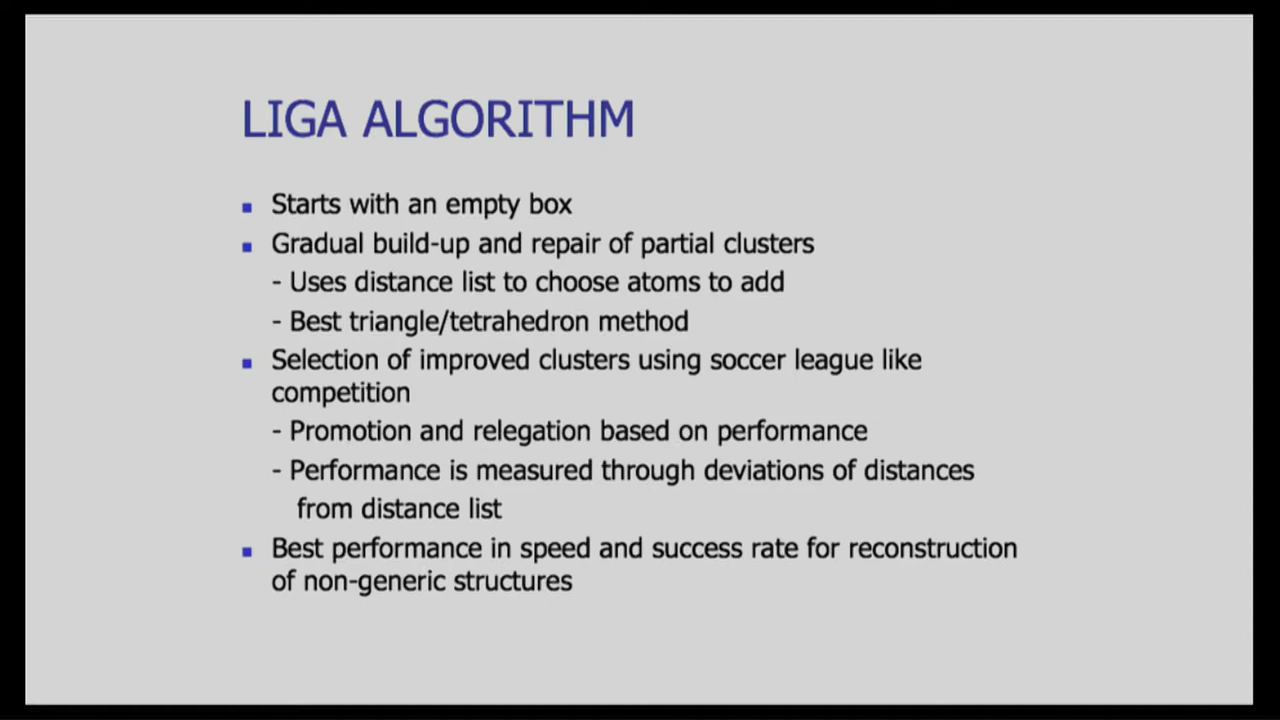 LIGA ALGORITHM
Starts with an empty box
Gradual build-up and repair of partial clusters
- Uses distance list to choose atoms to add
- Best triangle/tetrahedron method
Selection of improved clusters using soccer league like
competition
- Promotion and relegation based on performance
- Performance is measured through deviations of distances
from distance list
Best performance in speed and success rate for reconstruction
of non-generic structures